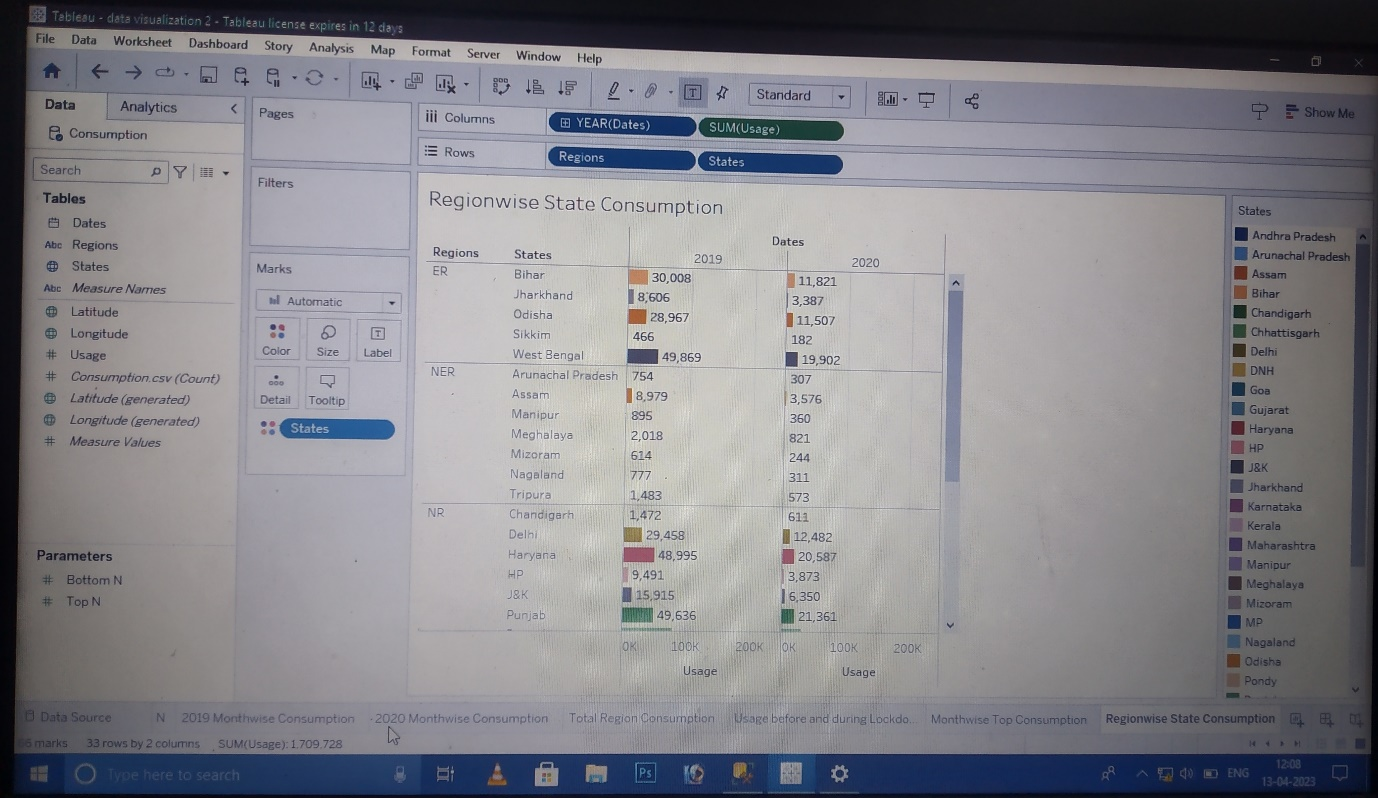 Tableau - data visualization 2 - Tableau license expires in 12 days
File Data Worksheet Dashboard Story Analysis Map Format Server Window Help
Standard
Show Me
Data Analytics
Consumption
Search
Tables
Dates
Abc Regions
States
Abc Measure Names
Latitude
Longitude
# Usage
# Consumption.csv (Count)
Latitude (generated)
Longitude (generated)
# Measure Values
Parameters
# Bottom N
# Top N
Pages
Filters
Marks
Automatic
Color Size Label
Detail Tooltip
States
Columns YEAR(Dates) SUM(Usage)
Rows Regions States
Regionwise State Consumption
Dates
Regions States 2019 2020
ER Bihar 30,008 11,821
Jharkhand 8,606 3,387
Odisha 28,967 11,507
Sikkim 466 182
West Bengal 49,869 19,902
NER Arunachal Pradesh 754 307
Assam 8,979 3,576
Manipur 895 360
Meghalaya 2,018 821
Mizoram 614 244
Nagaland 777 311
Tripura 1,483 573
NR Chandigarh 1,472 611
Delhi 29,458 12,482
Haryana 48,995 20,587
HP 9,491 3,873
J&K 15,915 6,350
Punjab 49,636 21,361
0K 100K 200K 0K 100K 200K
Usage Usage
States
Andhra Pradesh
Arunachal Pradesh
Assam
Bihar
Chandigarh
Chhattisgarh
Delhi
DNH
Goa
Gujarat
Haryana
HP
J&K
Jharkhand
Karnataka
Kerala
Maharashtra
Manipur
Meghalaya
Mizoram
MP
Nagaland
Odisha
Pondy
Data Source N 2019 Monthwise Consumption 2020 Monthwise Consumption Total Region Consumption Usage before and during Lockdo... Monthwise Top Consumption Regionwise State Consumption
marks 33 rows by 2 columns SUM(Usage): 1,709,728
Type here to search
Ps
ENG
12:08
13-04-2023